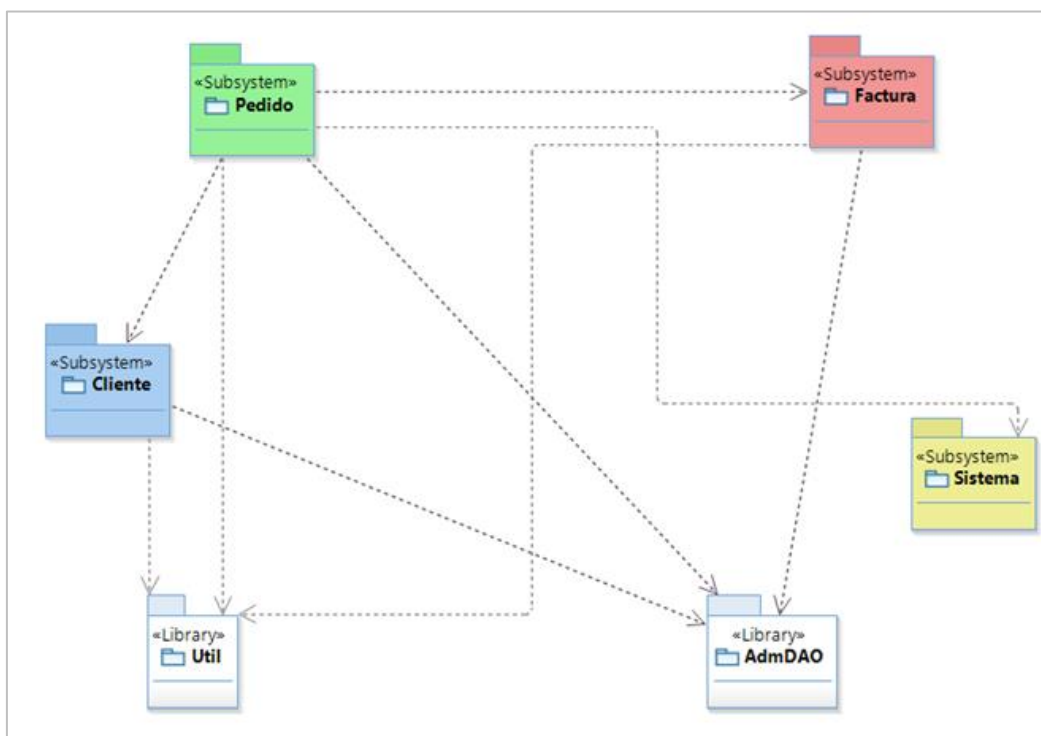 «Subsystem»
Pedido
«Subsystem»
Factura
«Subsystem»
Cliente
«Subsystem»
Sistema
«Library»
Util
«Library»
AdmDAO